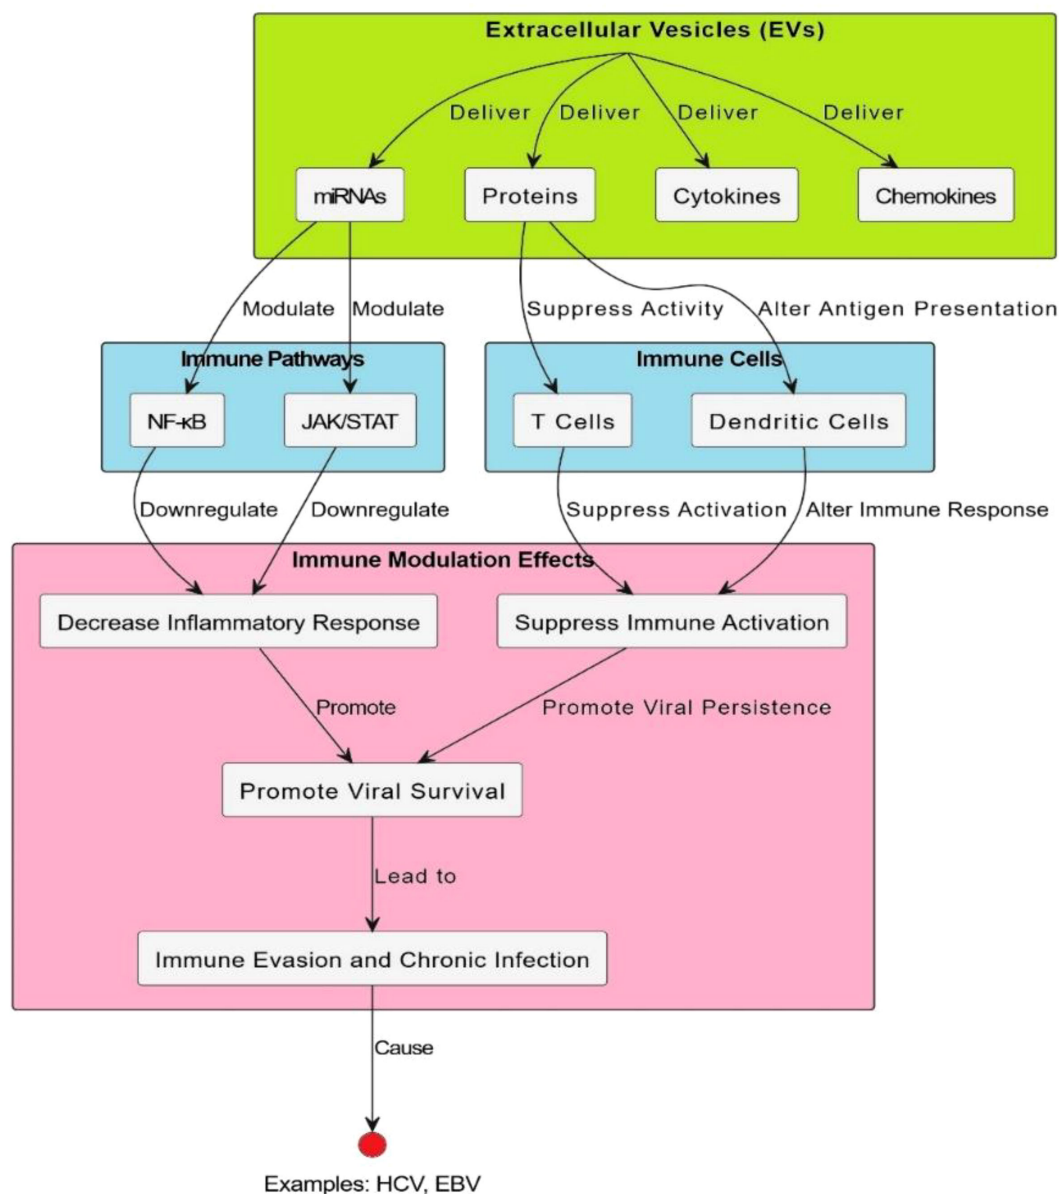 Extracellular Vesicles (EVs)
Deliver
Deliver
Deliver
Deliver
miRNAs
Proteins
Cytokines
Chemokines
Modulate
Modulate
Suppress Activity
Alter Antigen Presentation
Immune Pathways
Immune Cells
NF-κB
JAK/STAT
T Cells
Dendritic Cells
Downregulate
Downregulate
Suppress Activation
Alter Immune Response
Immune Modulation Effects
Decrease Inflammatory Response
Suppress Immune Activation
Promote
Promote Viral Persistence
Promote Viral Survival
Lead to
Immune Evasion and Chronic Infection
Cause
Examples: HCV, EBV